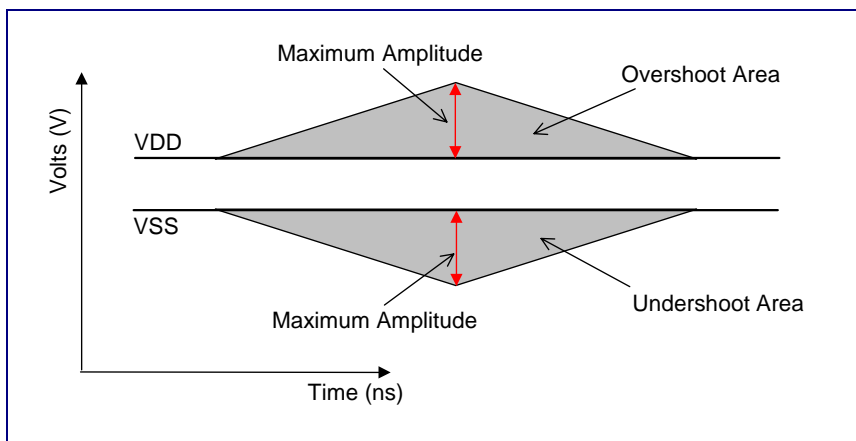 Maximum Amplitude
Overshoot Area
Volts (V)
VDD
VSS
Maximum Amplitude
Undershoot Area
Time (ns)